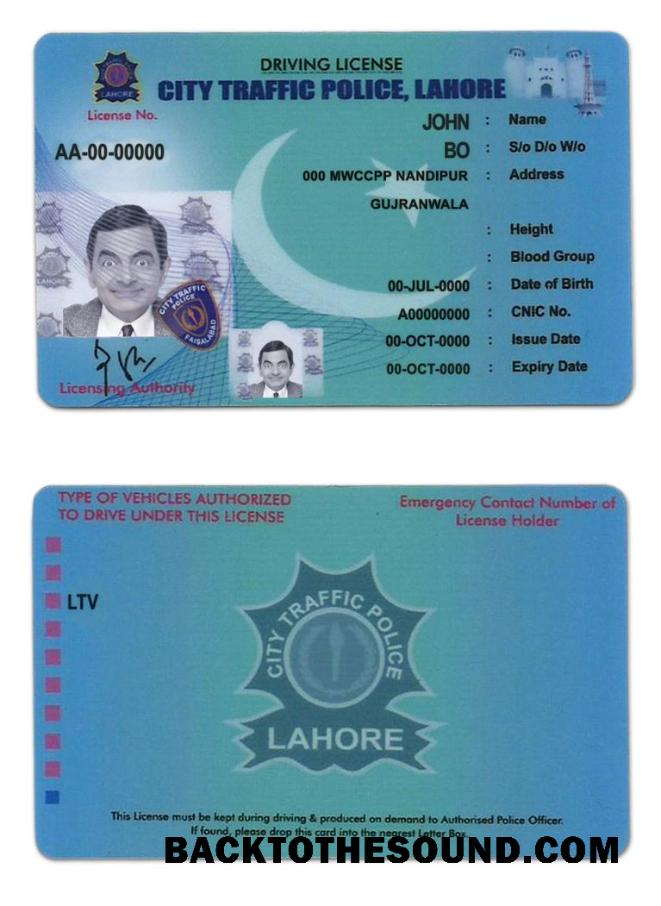 DRIVING LICENSE
CITY TRAFFIC POLICE, LAHORE
LAHORE
License No.
AA-00-00000
JOHN : Name
BO : S/o D/o W/o
000 MWCCPP NANDIPUR : Address
GUJRANWALA
: Height
: Blood Group
00-JUL-0000 : Date of Birth
A00000000 : CNIC No.
00-OCT-0000 : Issue Date
00-OCT-0000 : Expiry Date
CITY TRAFFIC
POLICE
FAISALABAD
Licensing Authority
TYPE OF VEHICLES AUTHORIZED
TO DRIVE UNDER THIS LICENSE
Emergency Contact Number of
License Holder
LTV
CITY TRAFFIC POLICE
LAHORE
This License must be kept during driving & produced on demand to Authorised Police Officer.
If found, please drop this card into the nearest Letter Box.
BACKTOTHESOUND.COM